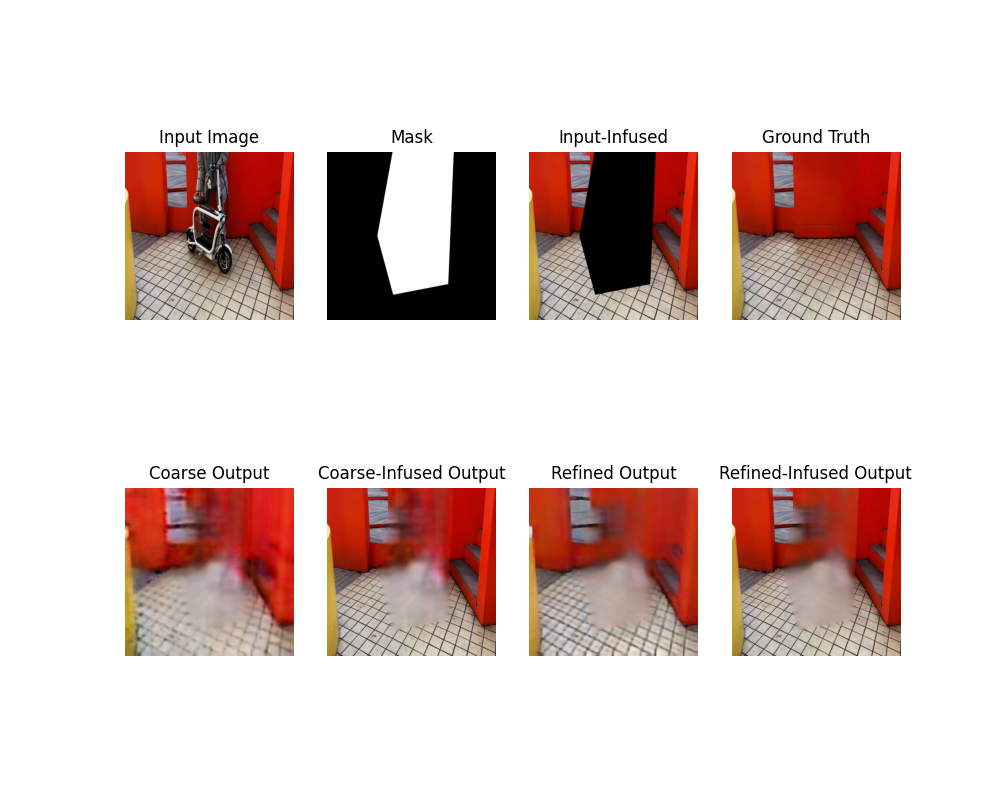 Input Image
Mask
Input-Infused
Ground Truth
Coarse Output
Coarse-Infused Output
Refined Output
Refined-Infused Output